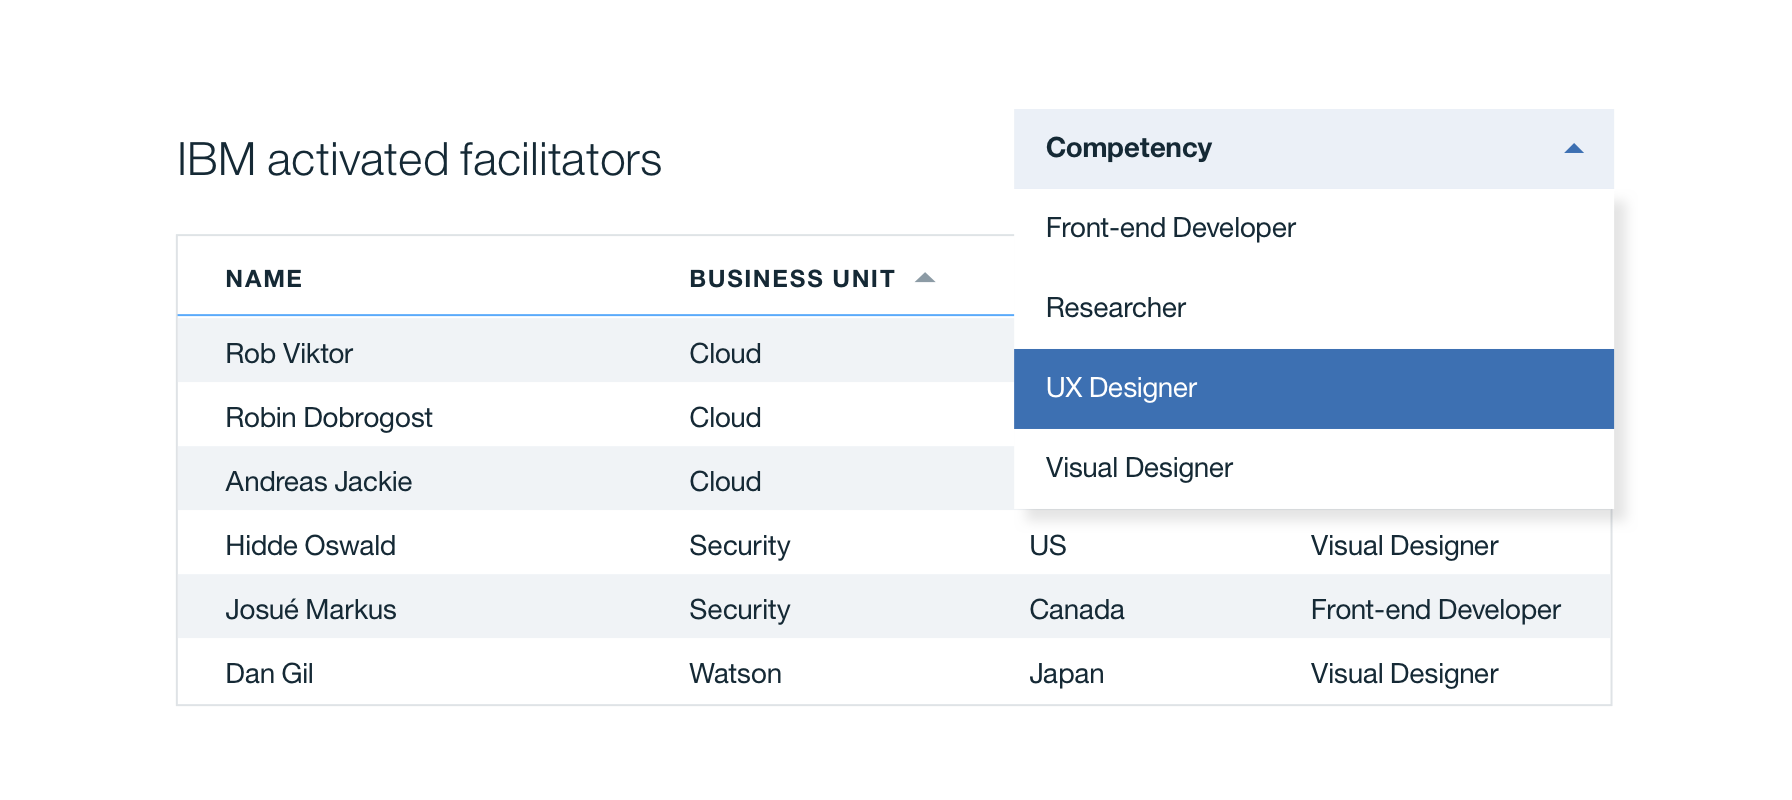 IBM activated facilitators
Competency
Front-end Developer
Researcher
UX Designer
Visual Designer
NAME BUSINESS UNIT
Rob Viktor Cloud
Robin Dobrogost Cloud
Andreas Jackie Cloud
Hidde Oswald Security US Visual Designer
Josué Markus Security Canada Front-end Developer
Dan Gil Watson Japan Visual Designer